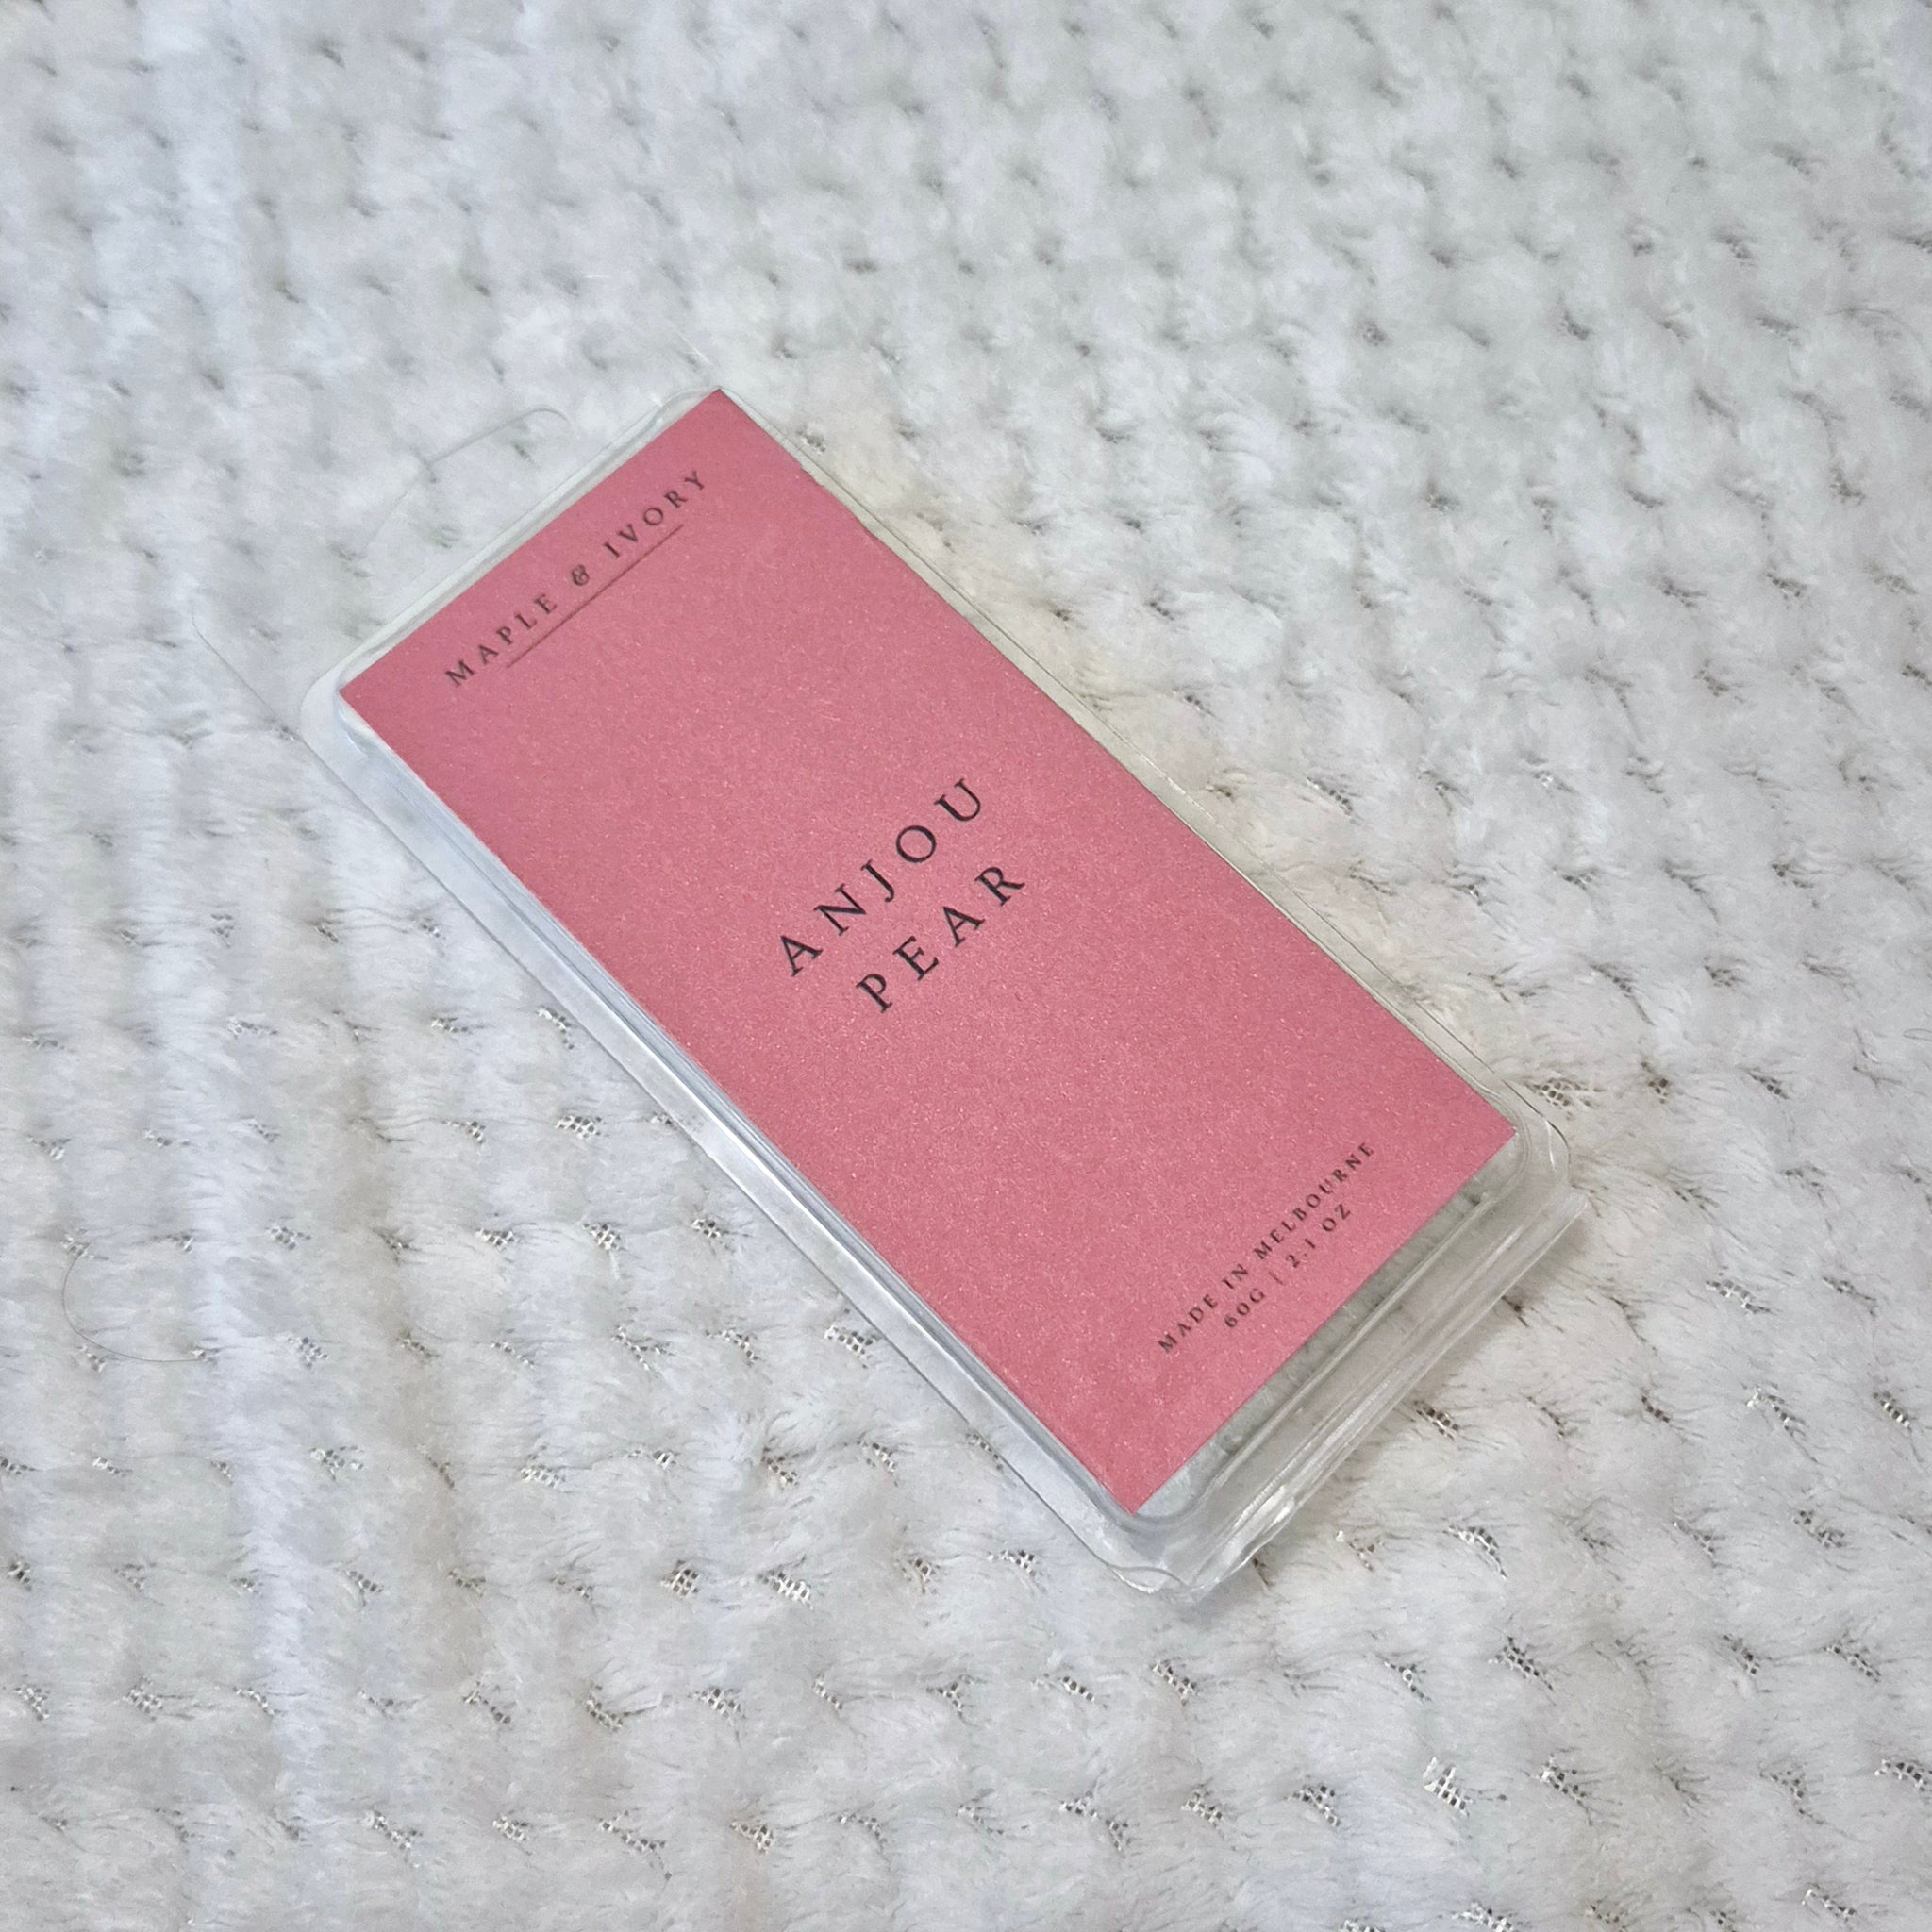 MAPLE & IVORY
ANJOU
PEAR
MADE IN MELBOURNE
60G | 2.1 OZ